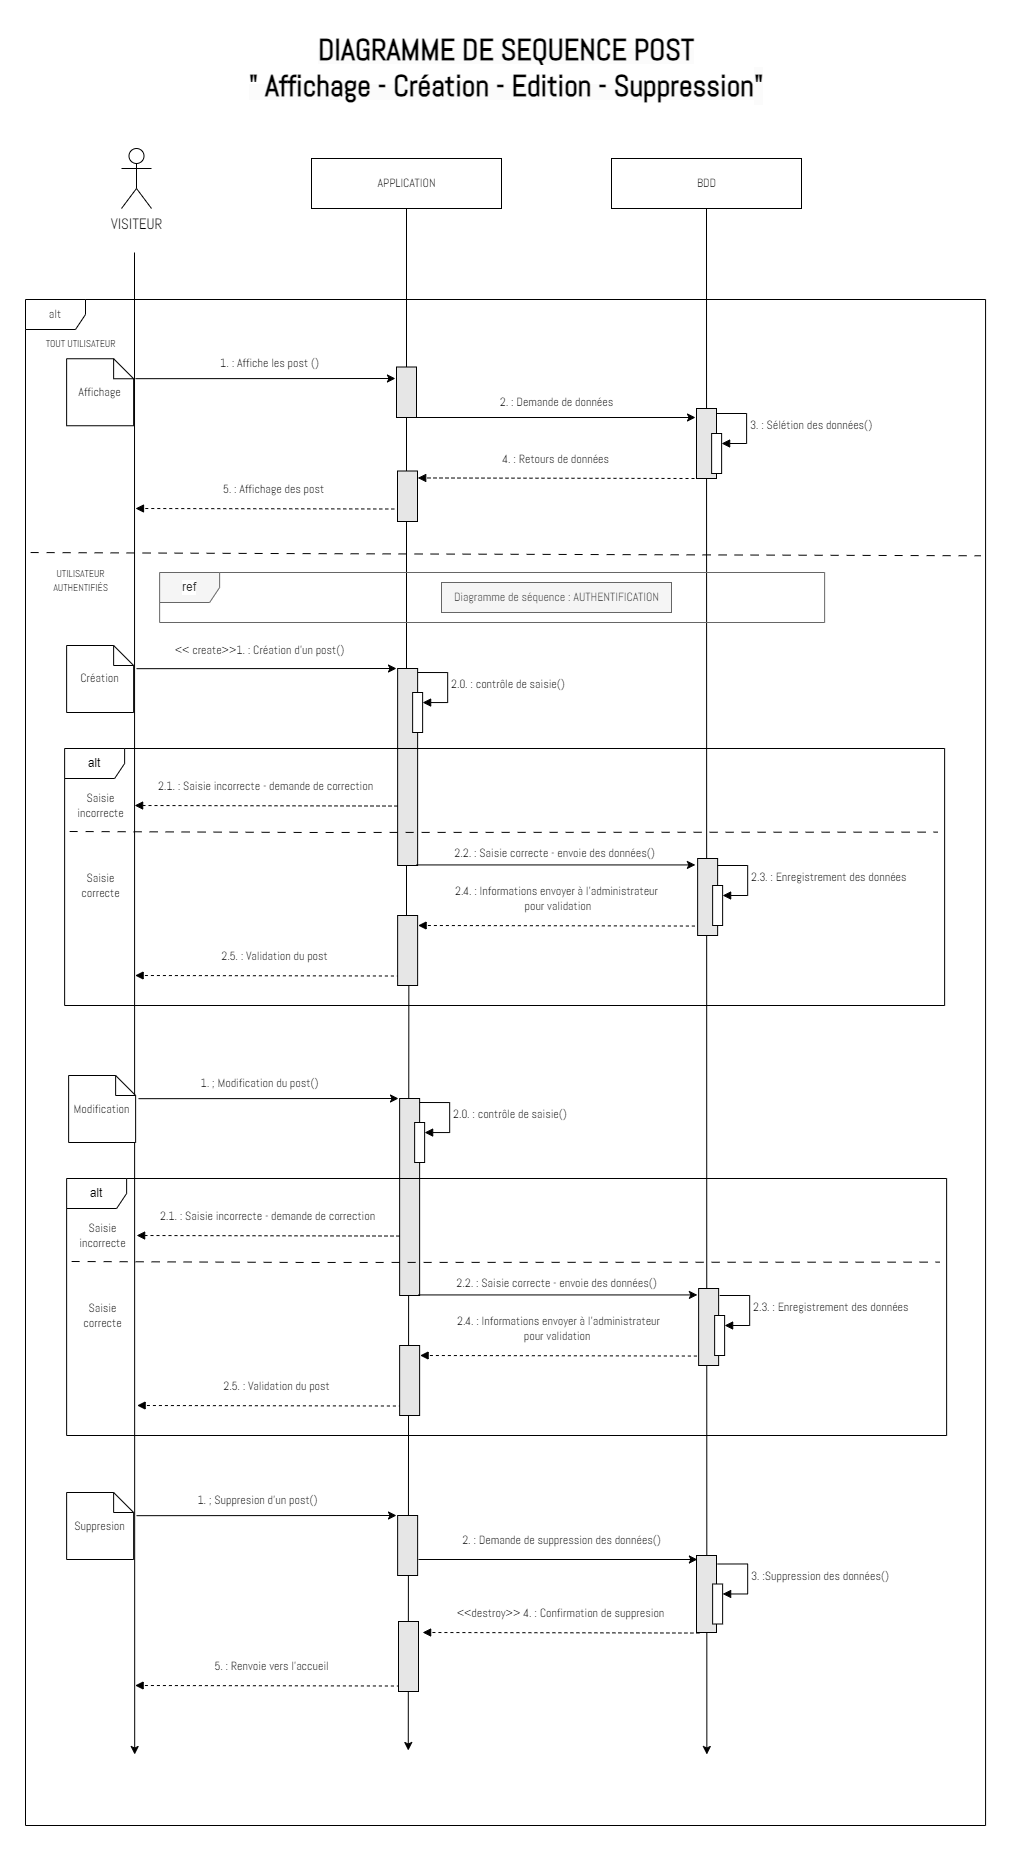 DIAGRAMME DE SEQUENCE POST
" Affichage - Création - Edition - Suppression"
VISITEUR
APPLICATION
BDD
alt
TOUT UTILISATEUR
Affichage
1. : Affiche les post ()
2. : Demande de données
3. : Sélétion des données()
4. : Retours de données
5. : Affichage des post
UTILISATEUR
AUTHENTIFIÉS
ref
Diagramme de séquence : AUTHENTIFICATION
Création
<< create>>1. : Création d'un post()
2.0. : contrôle de saisie()
alt
Saisie
incorrecte
2.1. : Saisie incorrecte - demande de correction
Saisie
correcte
2.2. : Saisie correcte - envoie des données()
2.3. : Enregistrement des données
2.4. : Informations envoyer à l'administrateur
pour validation
2.5. : Validation du post
Modification
1. ; Modification du post()
2.0. : contrôle de saisie()
alt
Saisie
incorrecte
2.1. : Saisie incorrecte - demande de correction
Saisie
correcte
2.2. : Saisie correcte - envoie des données()
2.3. : Enregistrement des données
2.4. : Informations envoyer à l'administrateur
pour validation
2.5. : Validation du post
Suppresion
1. ; Suppresion d'un post()
2. : Demande de suppression des données()
3. :Suppression des données()
<<destroy>> 4. : Confirmation de suppresion
5. : Renvoie vers l'accueil